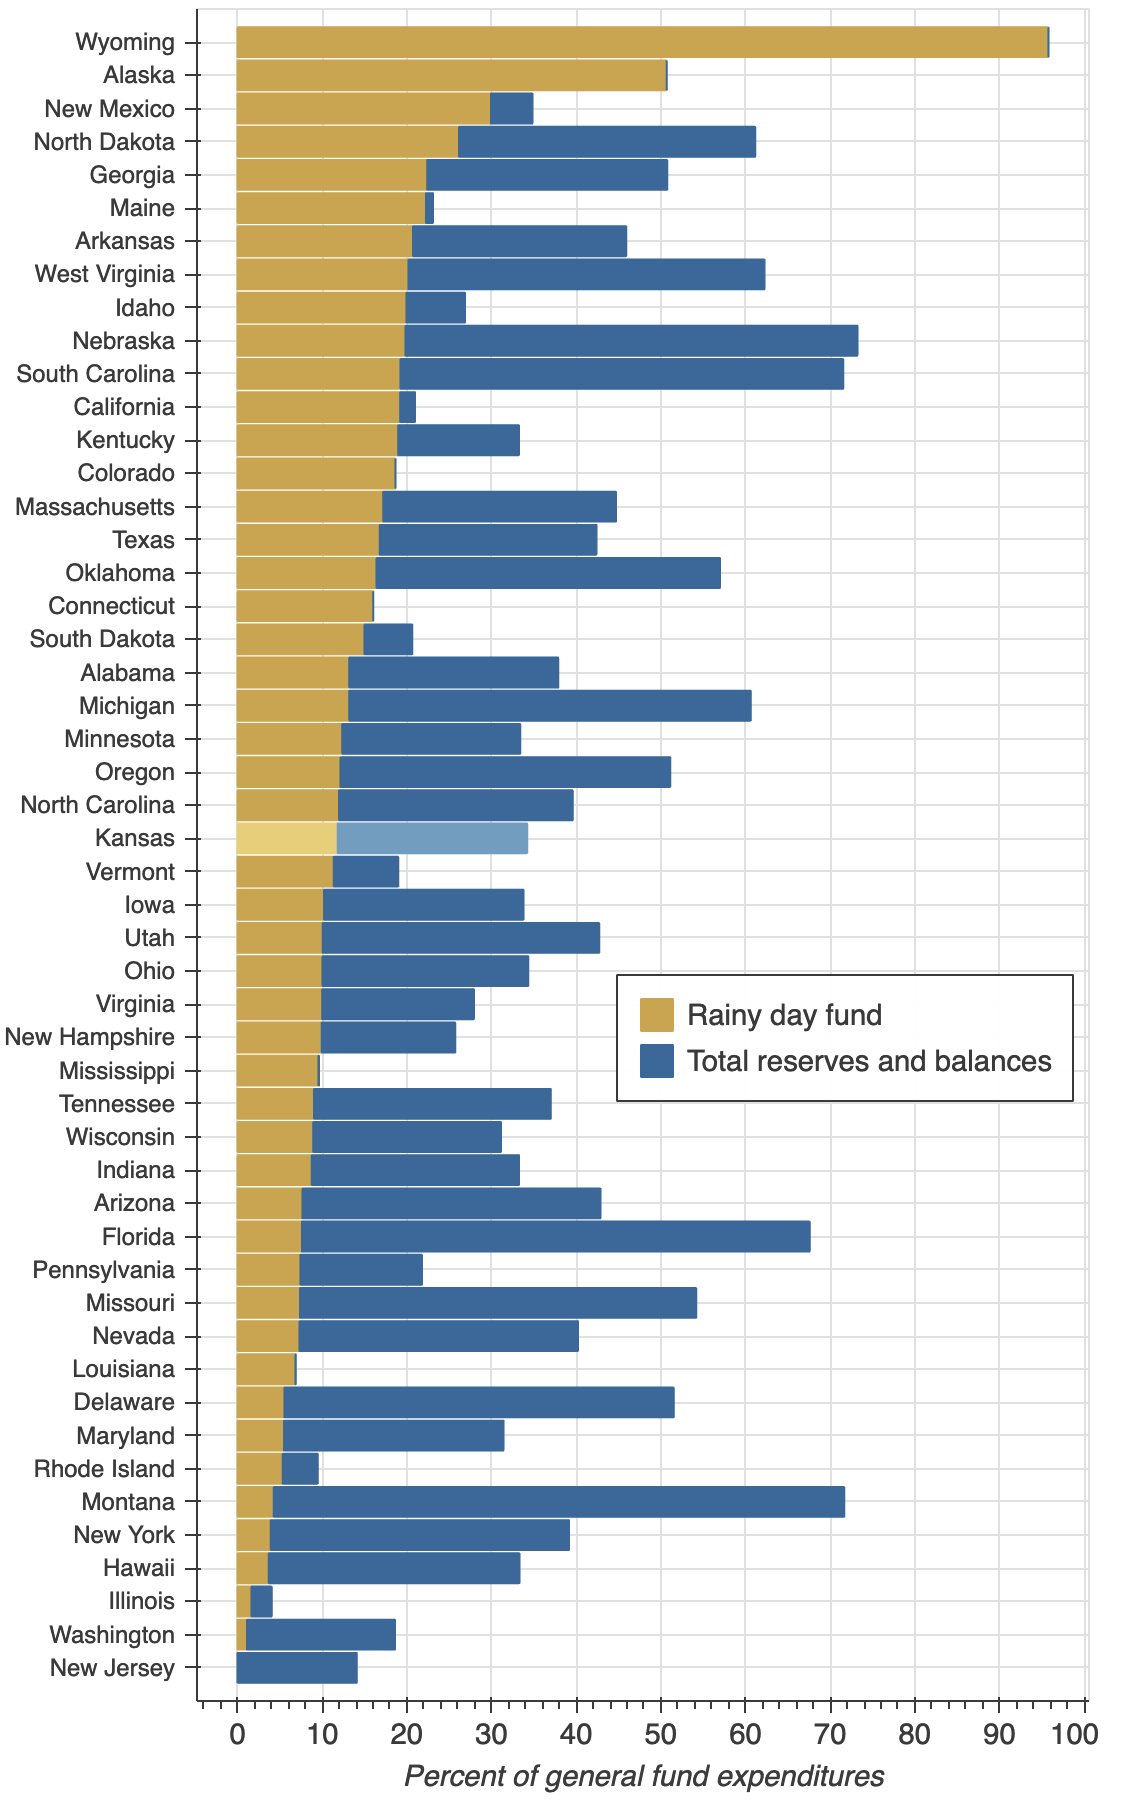 Wyoming
Alaska
New Mexico
North Dakota
Georgia
Maine
Arkansas
West Virginia
Idaho
Nebraska
South Carolina
California
Kentucky
Colorado
Massachusetts
Texas
Oklahoma
Connecticut
South Dakota
Alabama
Michigan
Minnesota
Oregon
North Carolina
Kansas
Vermont
Iowa
Utah
Ohio
Virginia
New Hampshire
Mississippi
Tennessee
Wisconsin
Indiana
Arizona
Florida
Pennsylvania
Missouri
Nevada
Louisiana
Delaware
Maryland
Rhode Island
Montana
New York
Hawaii
Illinois
Washington
New Jersey
Rainy day fund
Total reserves and balances
0 10 20 30 40 50 60 70 80 90 100
Percent of general fund expenditures